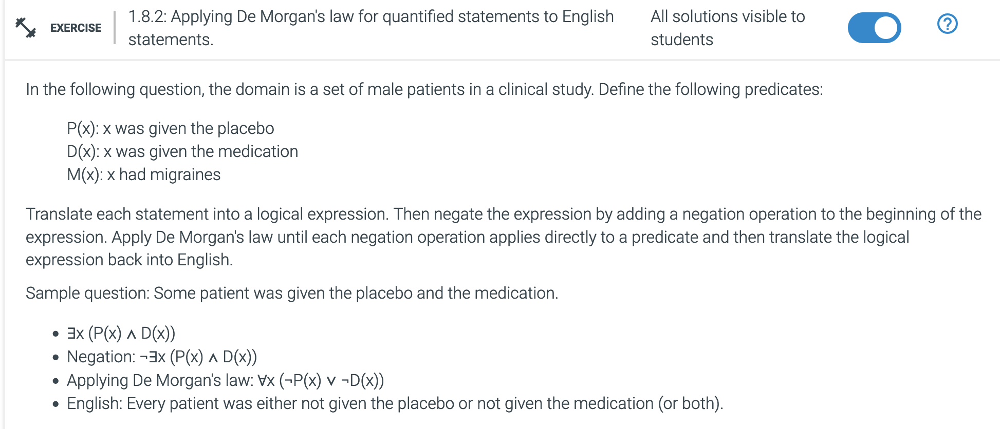 EXERCISE
1.8.2: Applying De Morgan's law for quantified statements to English
statements.
All solutions visible to
students
?
In the following question, the domain is a set of male patients in a clinical study. Define the following predicates:
P(x): x was given the placebo
D(x): x was given the medication
M(x): x had migraines
Translate each statement into a logical expression. Then negate the expression by adding a negation operation to the beginning of the
expression. Apply De Morgan's law until each negation operation applies directly to a predicate and then translate the logical
expression back into English.
Sample question: Some patient was given the placebo and the medication.
• ∃x (P(x) ∧ D(x))
• Negation: ¬∃x (P(x) ∧ D(x))
• Applying De Morgan's law: ∀x (¬P(x) ∨ ¬D(x))
• English: Every patient was either not given the placebo or not given the medication (or both).